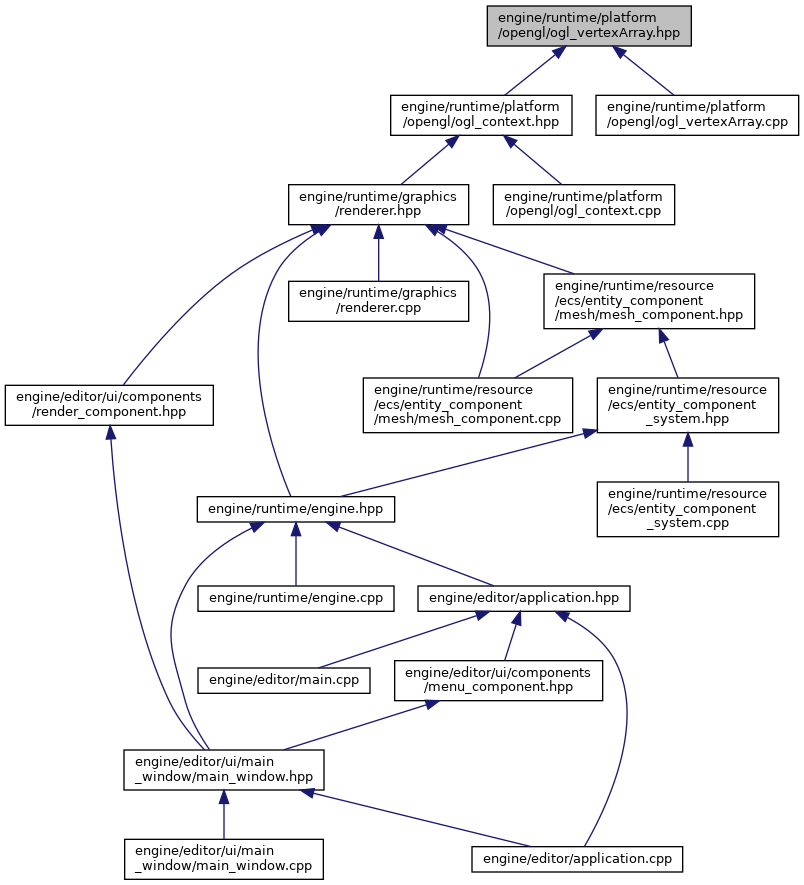 engine/runtime/platform
/opengl/ogl_vertexArray.hpp
engine/runtime/platform
/opengl/ogl_context.hpp
engine/runtime/platform
/opengl/ogl_vertexArray.cpp
engine/runtime/graphics
/renderer.hpp
engine/runtime/platform
/opengl/ogl_context.cpp
engine/runtime/graphics
/renderer.cpp
engine/runtime/resource
/ecs/entity_component
/mesh/mesh_component.hpp
engine/editor/ui/components
/render_component.hpp
engine/runtime/resource
/ecs/entity_component
/mesh/mesh_component.cpp
engine/runtime/resource
/ecs/entity_component
_system.hpp
engine/runtime/engine.hpp
engine/runtime/resource
/ecs/entity_component
_system.cpp
engine/runtime/engine.cpp
engine/editor/application.hpp
engine/editor/main.cpp
engine/editor/ui/components
/menu_component.hpp
engine/editor/ui/main
_window/main_window.hpp
engine/editor/ui/main
_window/main_window.cpp
engine/editor/application.cpp